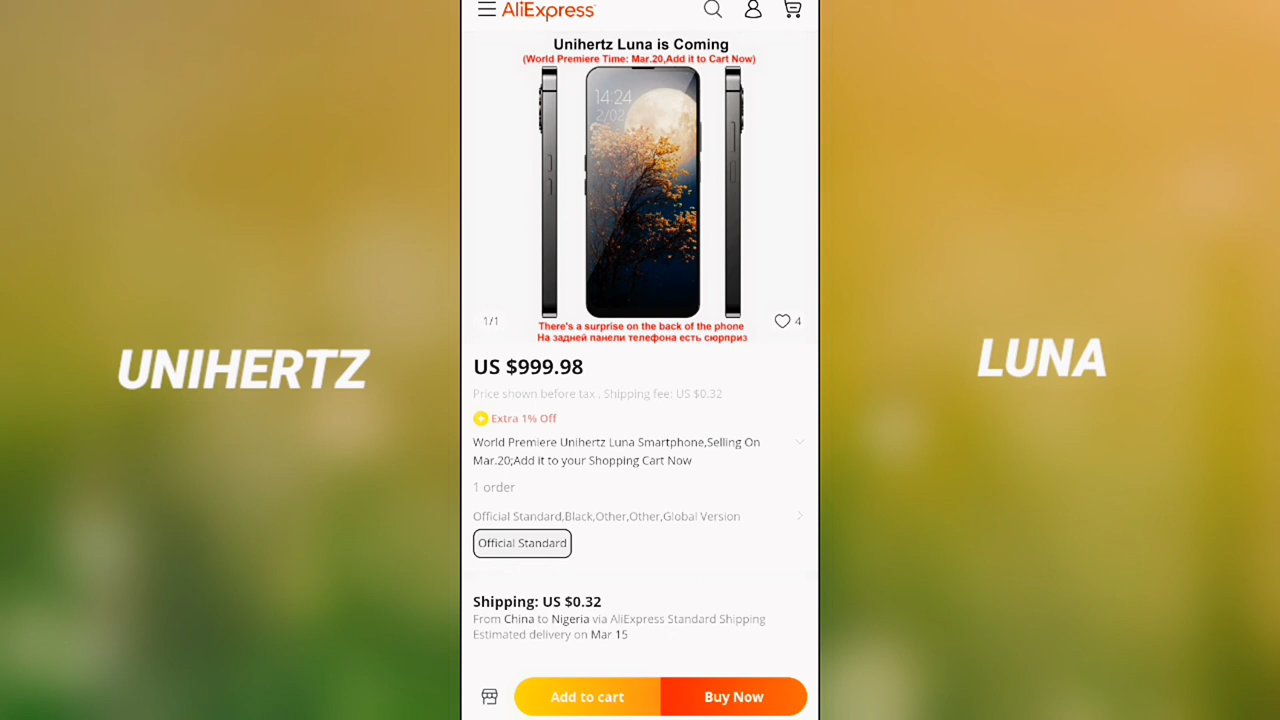 AliExpress
Unihertz Luna is Coming
(World Premiere Time: Mar.20,Add it to Cart Now)
14:24
2/02
1/1
4
There's a surprise on the back of the phone
На задней панели телефона есть сюрприз
UNIHERTZ
LUNA
US $999.98
Price shown before tax , Shipping fee: US $0.32
Extra 1% Off
World Premiere Unihertz Luna Smartphone,Selling On
Mar.20;Add it to your Shopping Cart Now
1 order
Official Standard,Black,Other,Other,Global Version
Official Standard
Shipping: US $0.32
From China to Nigeria via AliExpress Standard Shipping
Estimated delivery on Mar 15
Add to cart
Buy Now